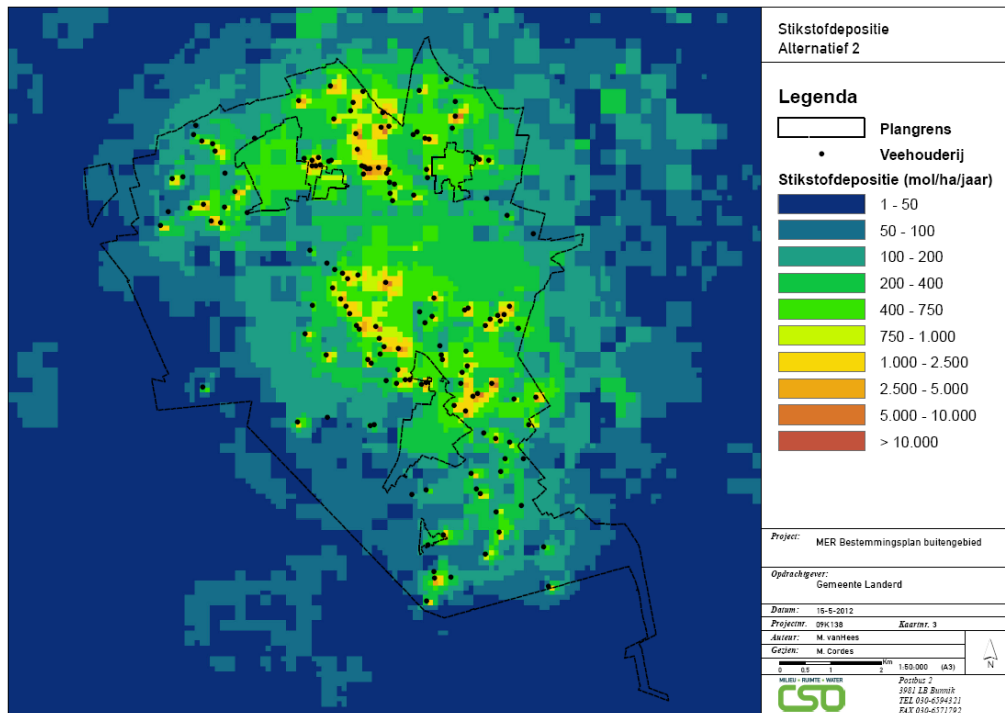 Stikstofdepositie
Alternatief 2
Legenda
Plangrens
Veehouderij
Stikstofdepositie (mol/ha/jaar)
1 - 50
50 - 100
100 - 200
200 - 400
400 - 750
750 - 1.000
1.000 - 2.500
2.500 - 5.000
5.000 - 10.000
> 10.000
Project: MER Bestemmingsplan buitengebied
Opdrachtgever:
Gemeente Landerd
Datum: 15-5-2012
Projectnr. 09K138 Kaartnr. 3
Auteur: M. vanHees
Gezien: M. Cordes
Km
0 0.5 1 2 1:50.000 (A3)
N
MILIEU • RUIMTE • WATER
CSO
Postbus 2
3981 LB Bunnik
TEL 030-6594321
FAX 030-6571792